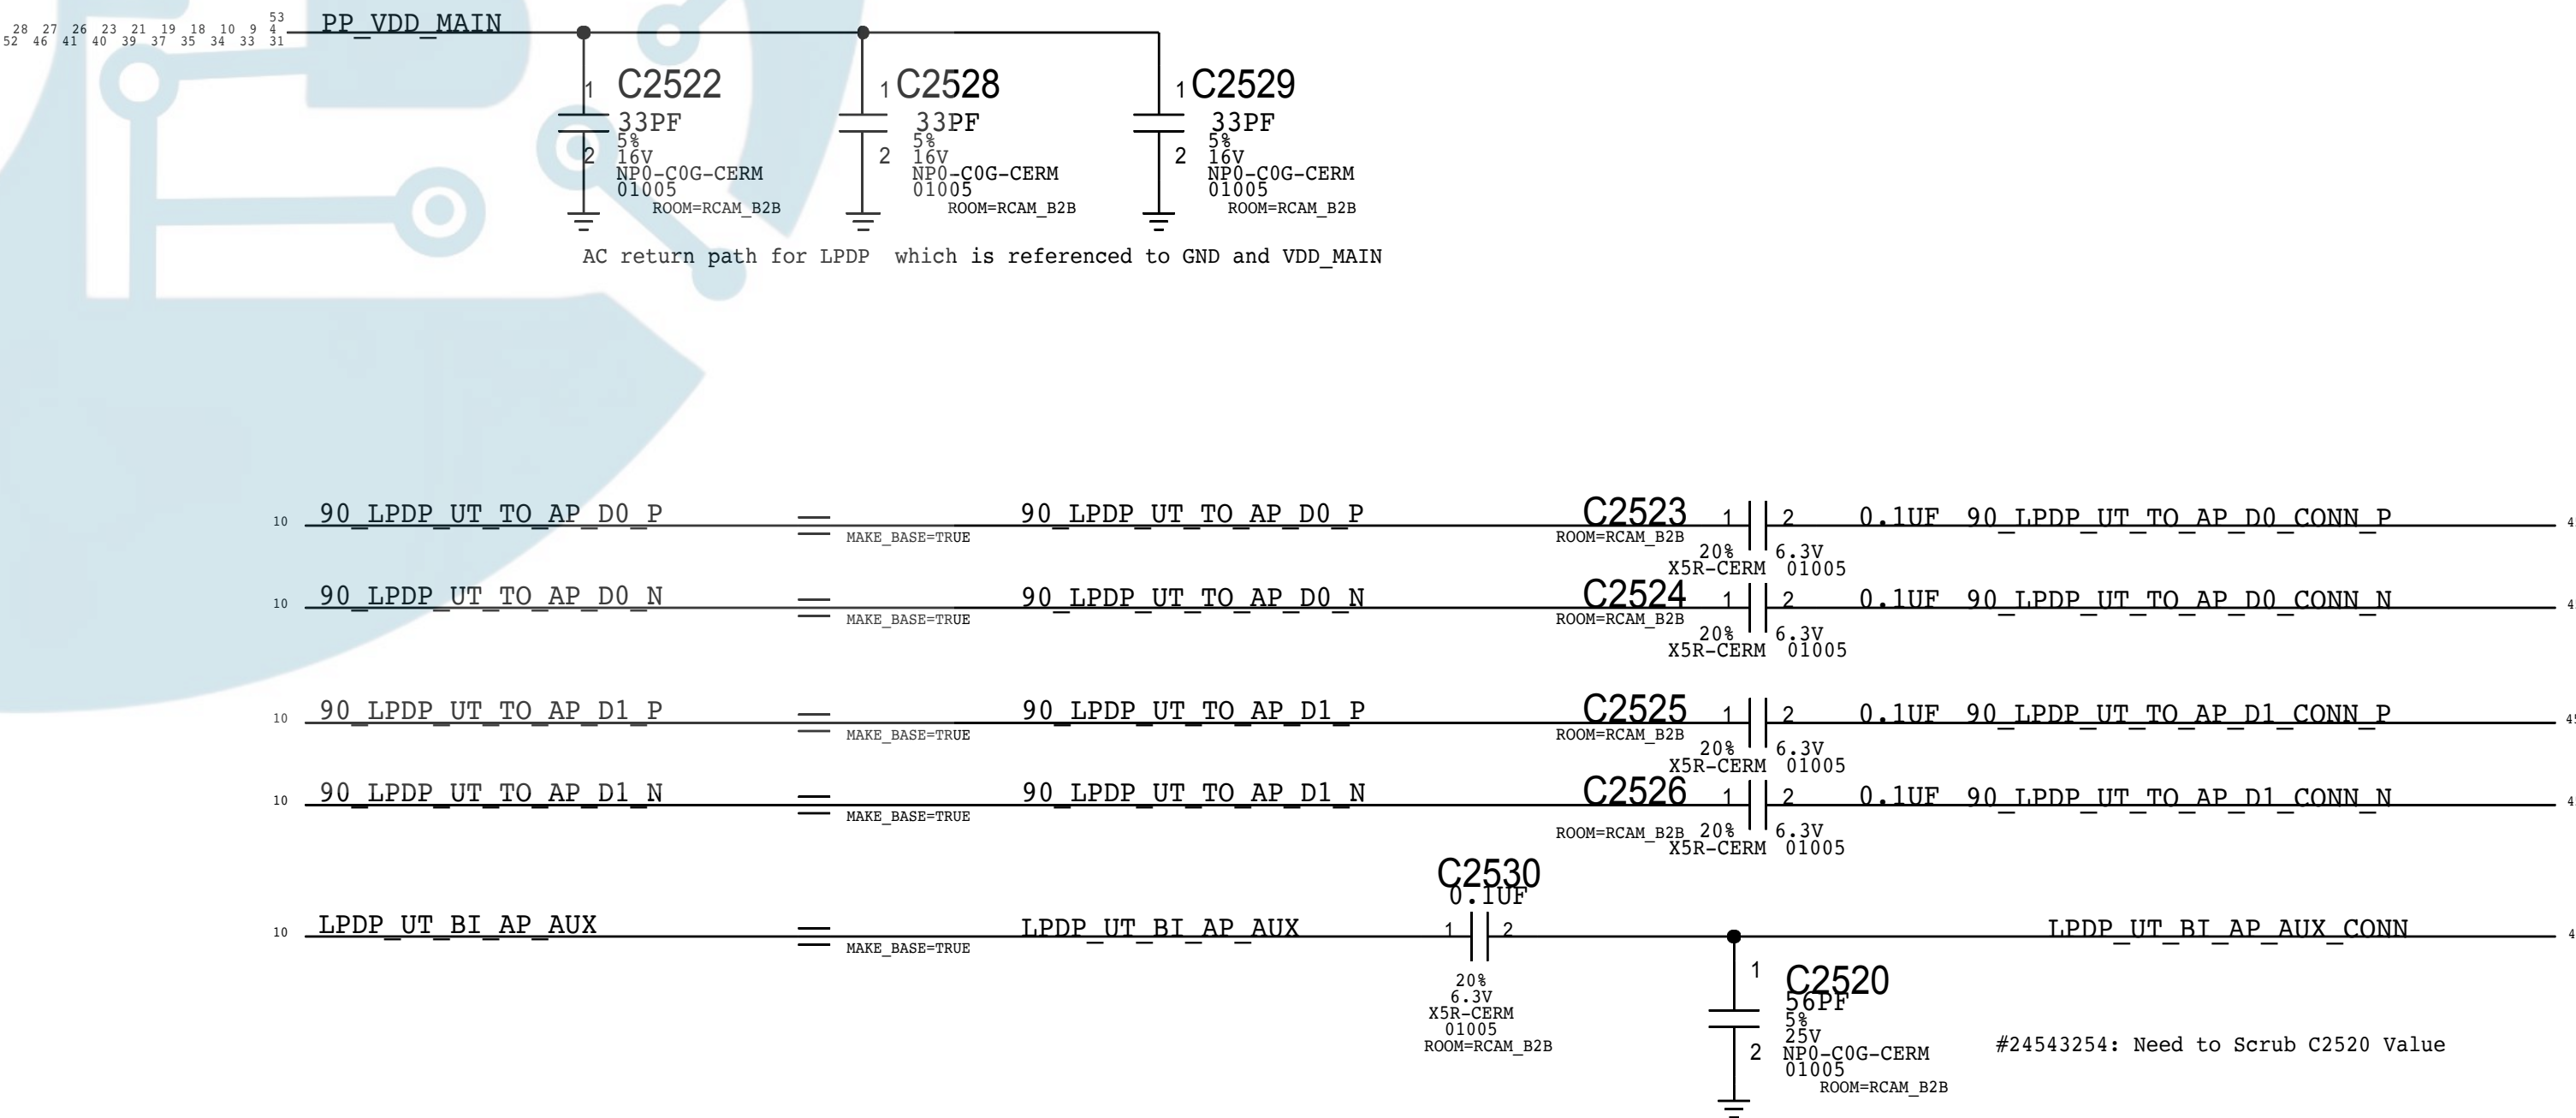 53
28 27 26 23 21 19 18 10 9 4
52 46 41 40 39 37 35 34 33 31
PP_VDD_MAIN
1 C2522
33PF
5%
2 16V
NP0-C0G-CERM
01005
ROOM=RCAM_B2B
1 C2528
33PF
5%
2 16V
NP0-C0G-CERM
01005
ROOM=RCAM_B2B
1 C2529
33PF
5%
2 16V
NP0-C0G-CERM
01005
ROOM=RCAM_B2B
AC return path for LPDP which is referenced to GND and VDD_MAIN
10 90_LPDP_UT_TO_AP_D0_P
MAKE_BASE=TRUE
90_LPDP_UT_TO_AP_D0_P
C2523 1 2 0.1UF 90_LPDP_UT_TO_AP_D0_CONN_P
ROOM=RCAM_B2B
20% 6.3V
X5R-CERM 01005
10 90_LPDP_UT_TO_AP_D0_N
MAKE_BASE=TRUE
90_LPDP_UT_TO_AP_D0_N
C2524 1 2 0.1UF 90_LPDP_UT_TO_AP_D0_CONN_N
ROOM=RCAM_B2B
20% 6.3V
X5R-CERM 01005
10 90_LPDP_UT_TO_AP_D1_P
MAKE_BASE=TRUE
90_LPDP_UT_TO_AP_D1_P
C2525 1 2 0.1UF 90_LPDP_UT_TO_AP_D1_CONN_P
ROOM=RCAM_B2B
20% 6.3V
X5R-CERM 01005
10 90_LPDP_UT_TO_AP_D1_N
MAKE_BASE=TRUE
90_LPDP_UT_TO_AP_D1_N
C2526 1 2 0.1UF 90_LPDP_UT_TO_AP_D1_CONN_N
ROOM=RCAM_B2B 20% 6.3V
X5R-CERM 01005
10 LPDP_UT_BI_AP_AUX
MAKE_BASE=TRUE
LPDP_UT_BI_AP_AUX
C2530
0.1UF
1 2
20%
6.3V
X5R-CERM
01005
ROOM=RCAM_B2B
LPDP_UT_BI_AP_AUX_CONN
1 C2520
56PF
5%
25V
2 NP0-C0G-CERM
01005
ROOM=RCAM_B2B
#24543254: Need to Scrub C2520 Value